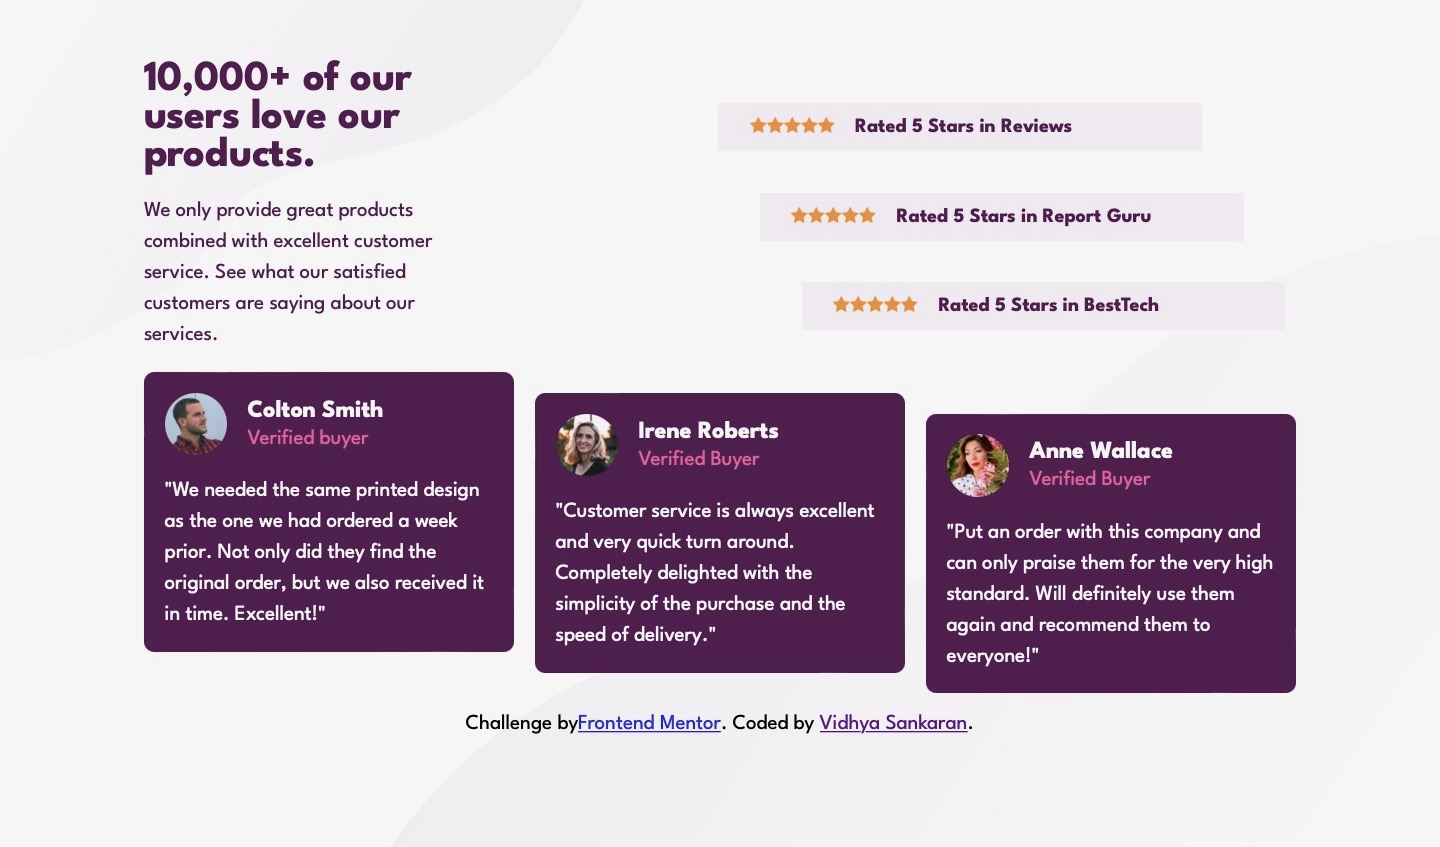 10,000+ of our
users love our
products.
We only provide great products
combined with excellent customer
service. See what our satisfied
customers are saying about our
services.
Rated 5 Stars in Reviews
Rated 5 Stars in Report Guru
Rated 5 Stars in BestTech
Colton Smith
Verified buyer
"We needed the same printed design
as the one we had ordered a week
prior. Not only did they find the
original order, but we also received it
in time. Excellent!"
Irene Roberts
Verified Buyer
"Customer service is always excellent
and very quick turn around.
Completely delighted with the
simplicity of the purchase and the
speed of delivery."
Anne Wallace
Verified Buyer
"Put an order with this company and
can only praise them for the very high
standard. Will definitely use them
again and recommend them to
everyone!"
Challenge byFrontend Mentor. Coded by Vidhya Sankaran.